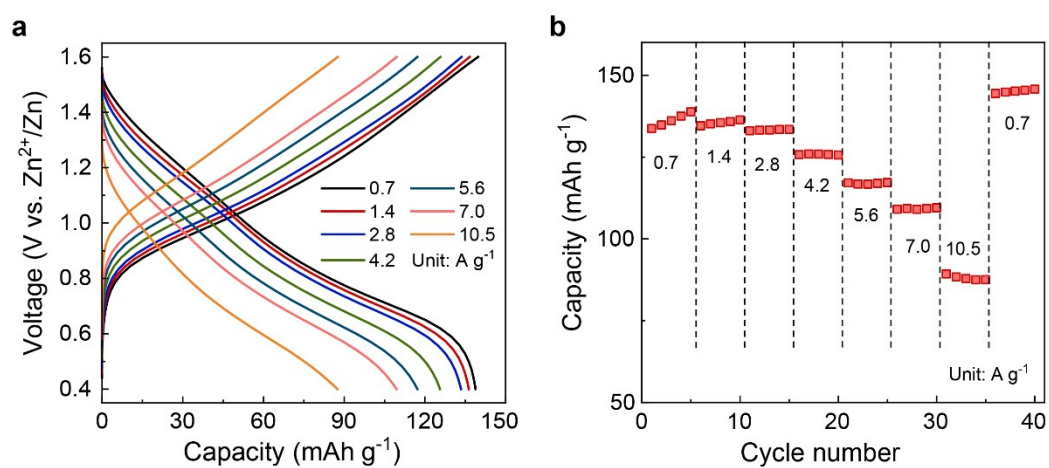 a
1.6
1.4
1.2
1.0
0.8
0.6
0.4
Voltage (V vs. Zn²⁺/Zn)
0.7
1.4
2.8
4.2
5.6
7.0
10.5
Unit: A g⁻¹
0 30 60 90 120 150
Capacity (mAh g⁻¹)
b
150
100
50
Capacity (mAh g⁻¹)
0.7
1.4
2.8
4.2
5.6
7.0
10.5
0.7
Unit: A g⁻¹
0 10 20 30 40
Cycle number